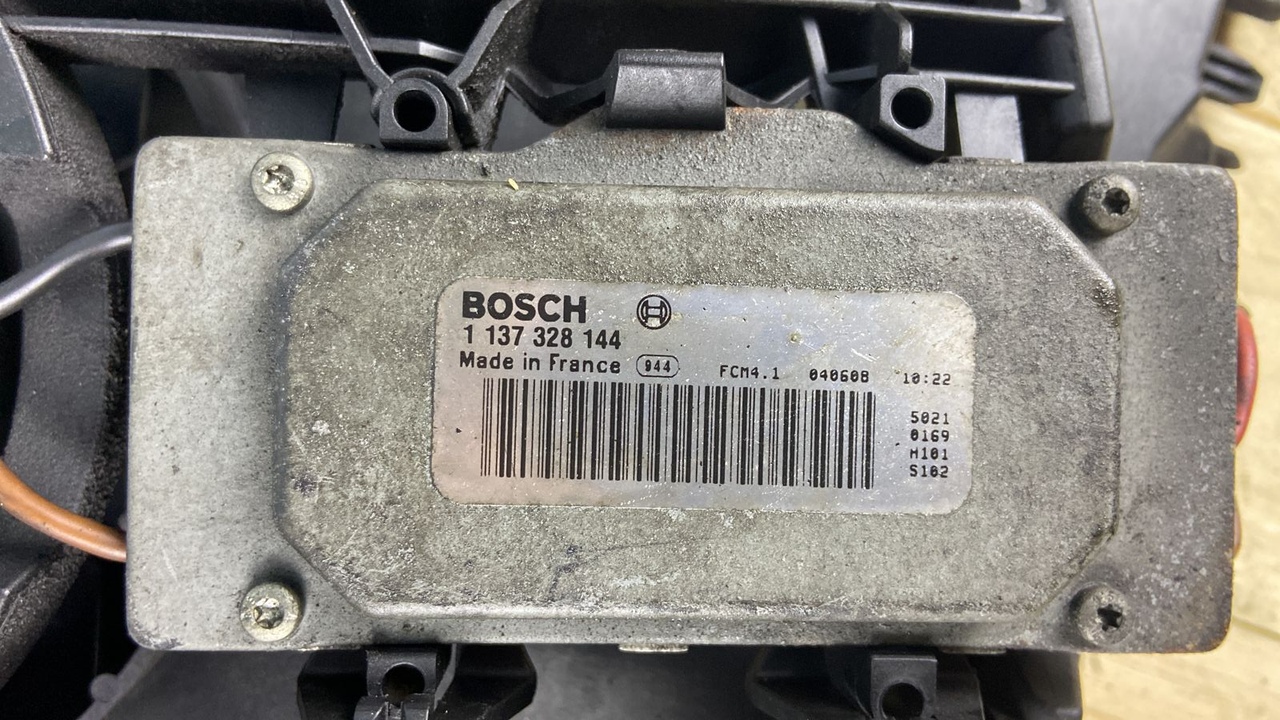 BOSCH
1 137 328 144
Made in France 944 FCM4.1 040608 10:22
5021
0169
H101
S102